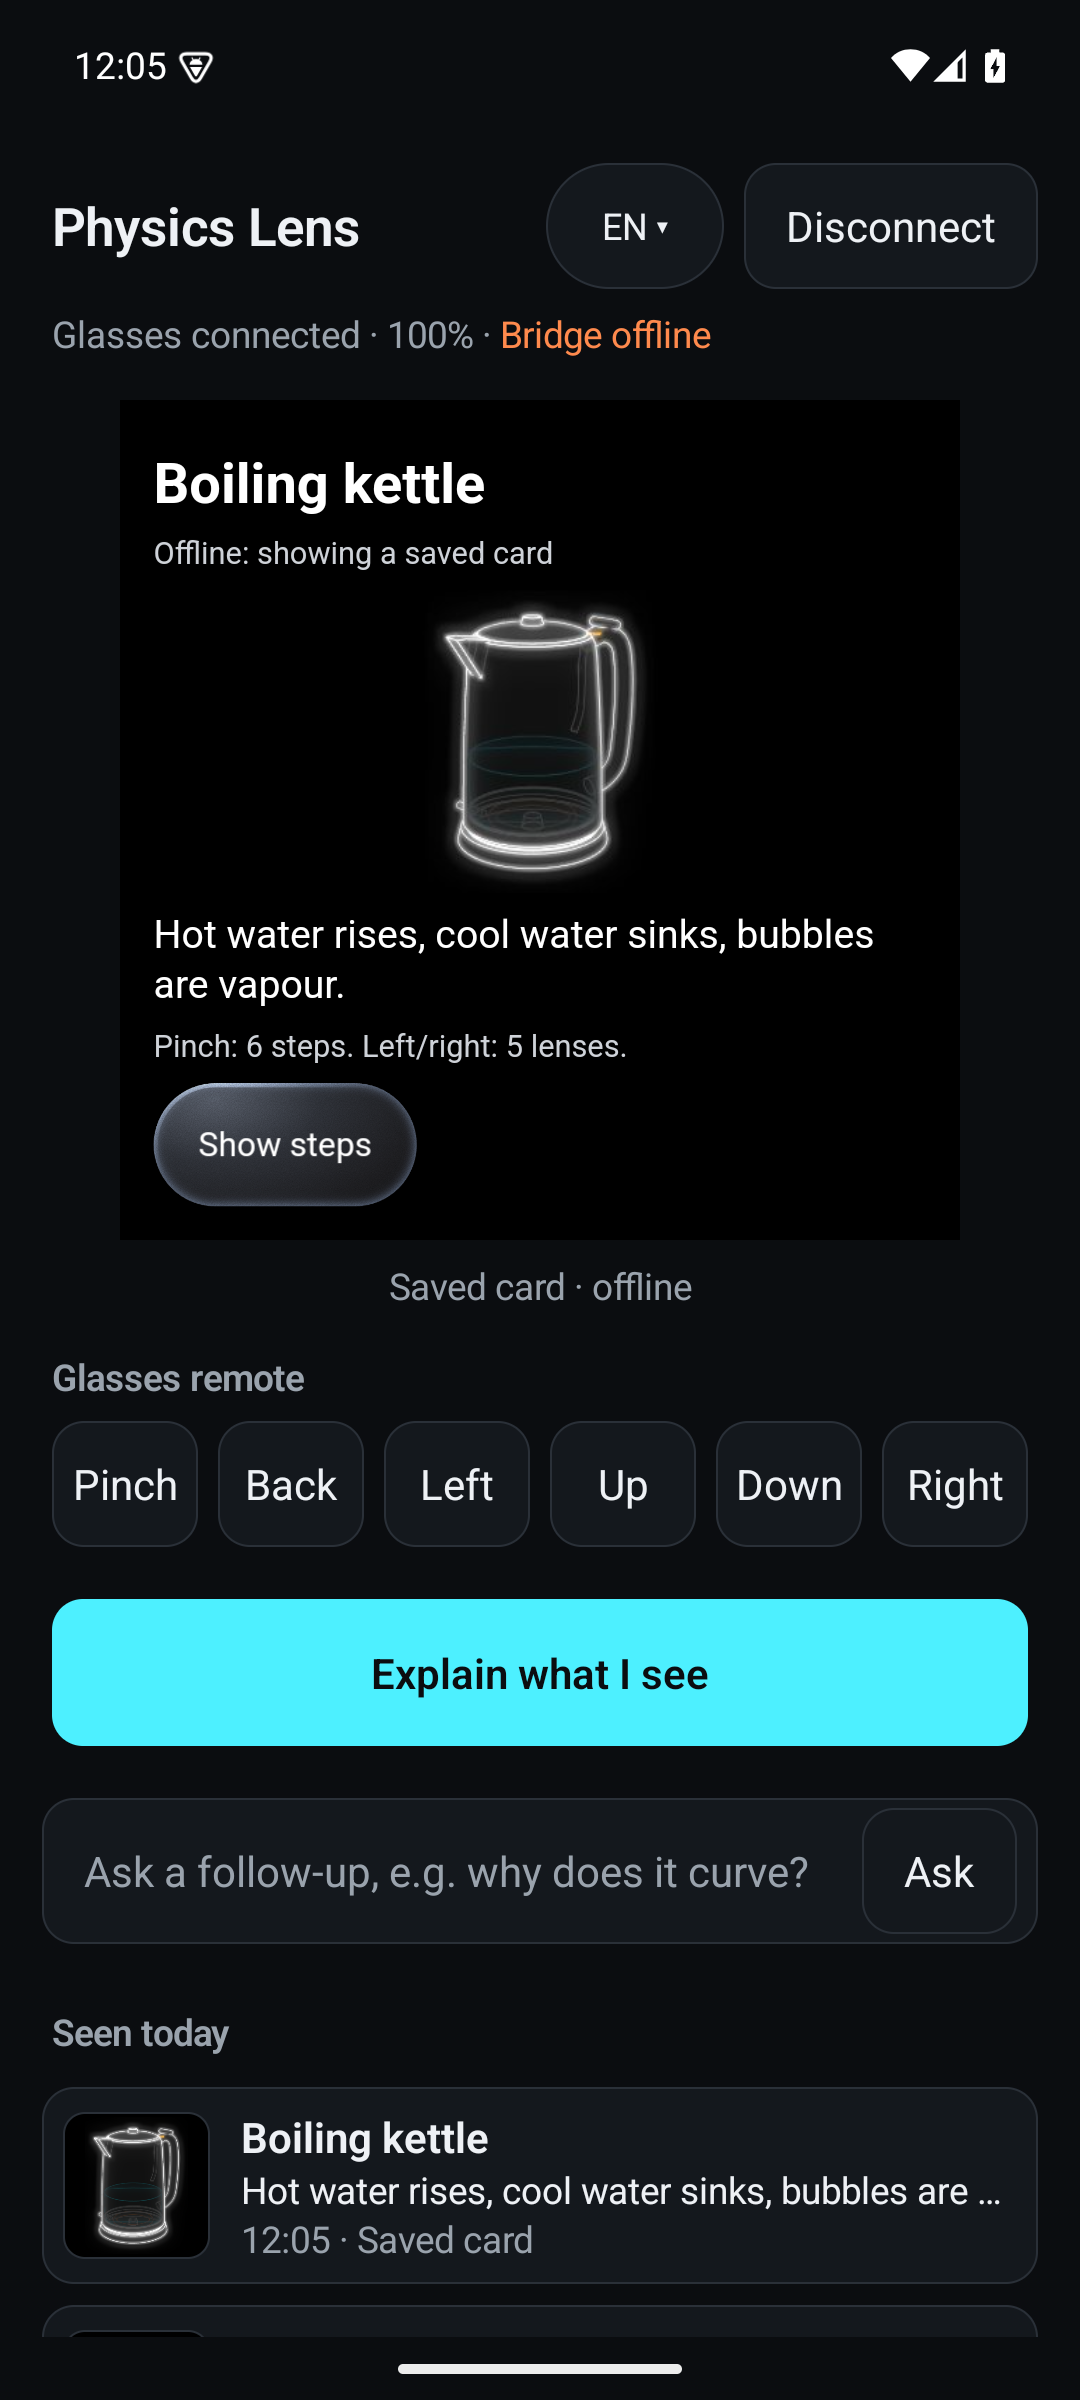 12:05
Physics Lens
EN ▾
Disconnect
Glasses connected · 100% · Bridge offline
Boiling kettle
Offline: showing a saved card
Hot water rises, cool water sinks, bubbles
are vapour.
Pinch: 6 steps. Left/right: 5 lenses.
Show steps
Saved card · offline
Glasses remote
Pinch
Back
Left
Up
Down
Right
Explain what I see
Ask a follow-up, e.g. why does it curve?
Ask
Seen today
Boiling kettle
Hot water rises, cool water sinks, bubbles are …
12:05 · Saved card